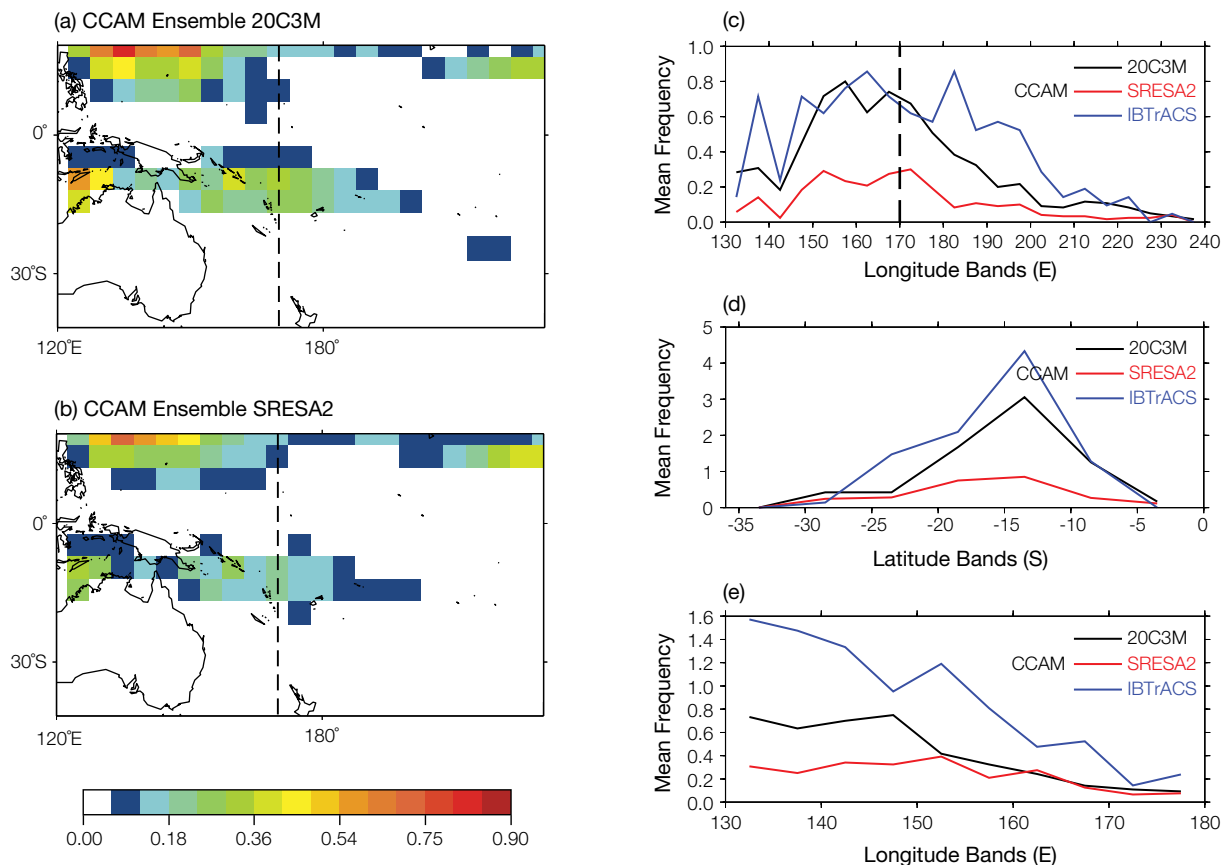 (a) CCAM Ensemble 20C3M
0°
30°S
120°E
180°
(b) CCAM Ensemble SRESA2
0°
30°S
120°E
180°
0.00 0.18 0.36 0.54 0.75 0.90
(c)
Mean Frequency
1.0
0.8
0.6
0.4
0.2
0.0
20C3M
CCAM SRESA2
IBTrACS
130 140 150 160 170 180 190 200 210 220 230 240
Longitude Bands (E)
(d)
Mean Frequency
5
4
3
2
1
0
20C3M
CCAM SRESA2
IBTrACS
-35 -30 -25 -20 -15 -10 -5 0
Latitude Bands (S)
(e)
Mean Frequency
1.6
1.4
1.2
1.0
0.8
0.6
0.4
0.2
0.0
20C3M
CCAM SRESA2
IBTrACS
130 140 150 160 170 180
Longitude Bands (E)